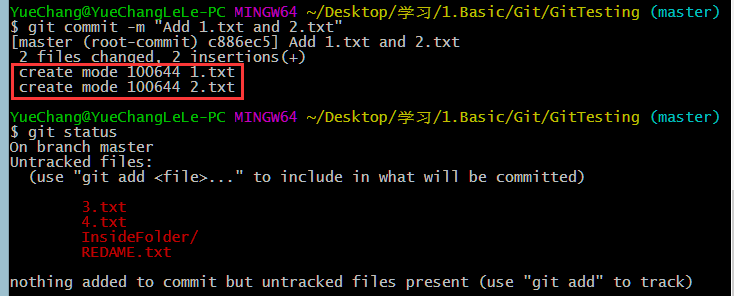 YueChang@YueChangLeLe-PC MINGW64 ~/Desktop/学习/1.Basic/Git/GitTesting (master)
$ git commit -m "Add 1.txt and 2.txt"
[master (root-commit) c886ec5] Add 1.txt and 2.txt
 2 files changed, 2 insertions(+)
 create mode 100644 1.txt
 create mode 100644 2.txt
YueChang@YueChangLeLe-PC MINGW64 ~/Desktop/学习/1.Basic/Git/GitTesting (master)
$ git status
On branch master
Untracked files:
  (use "git add <file>..." to include in what will be committed)
        3.txt
        4.txt
        InsideFolder/
        REDAME.txt
nothing added to commit but untracked files present (use "git add" to track)